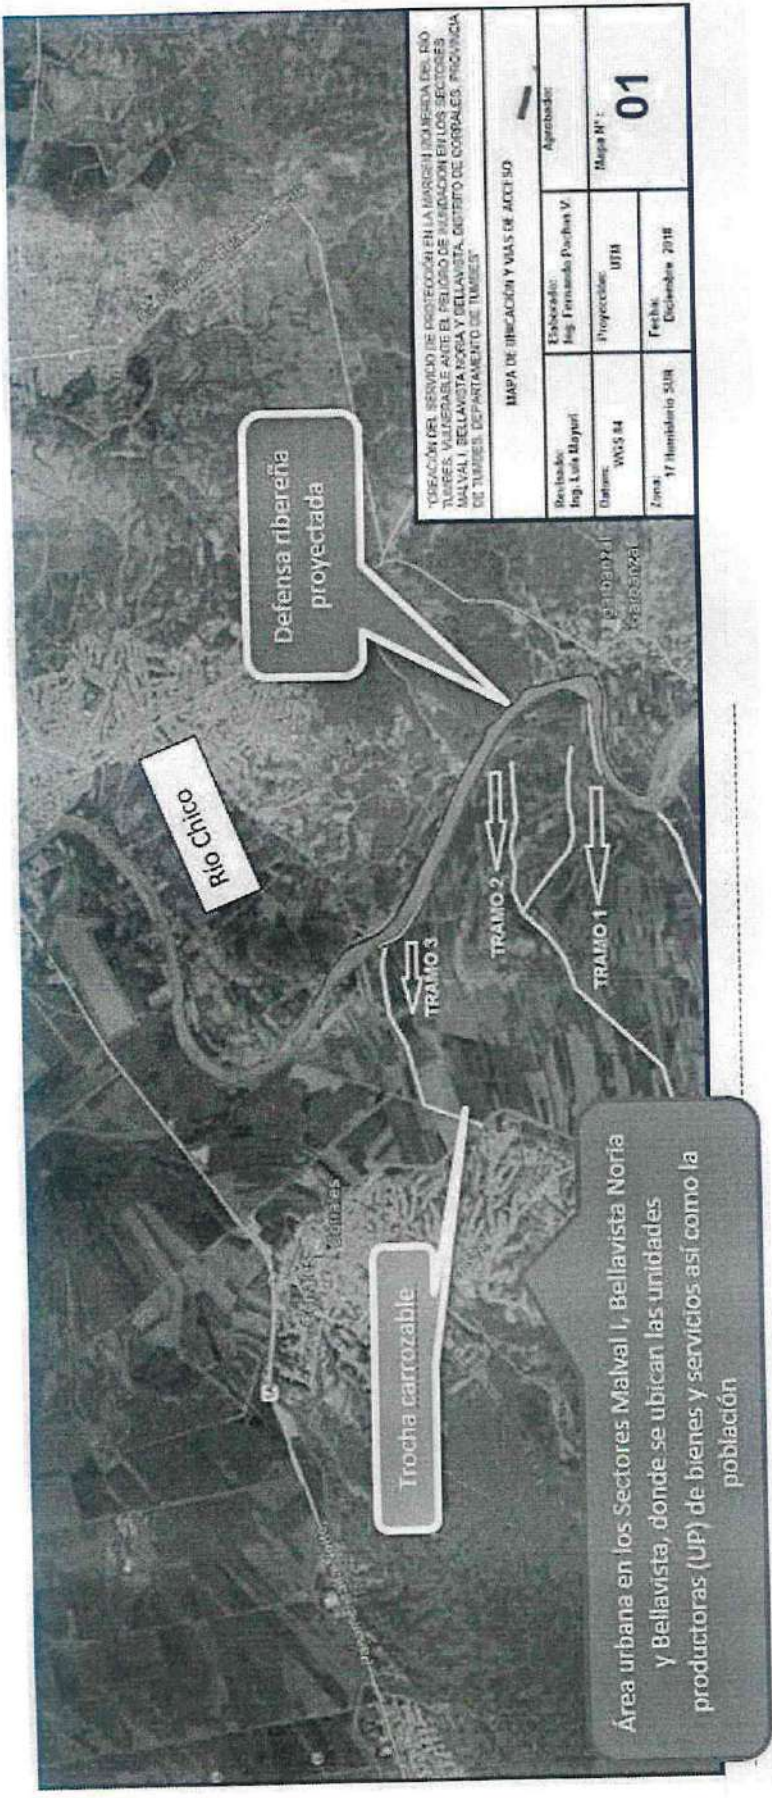 Río Chico
Defensa ribereña
proyectada
TRAMO 3
TRAMO 2
TRAMO 1
Trocha carrozable
Área urbana en los Sectores Malval I, Bellavista Noria
y Bellavista, donde se ubican las unidades
productoras (UP) de bienes y servicios así como la
población
Corrales
garbanzal
Garbanzal
"CREACIÓN DEL SERVICIO DE PROTECCIÓN EN LA MARGEN IZQUIERDA DEL RÍO
TUMBES, VULNERABLE ANTE EL PELIGRO DE INUNDACIÓN EN LOS SECTORES
MALVAL I, BELLAVISTA NORIA Y BELLAVISTA, DISTRITO DE CORRALES, PROVINCIA
DE TUMBES, DEPARTAMENTO DE TUMBES"
MAPA DE UBICACIÓN Y VIAS DE ACCESO
Revisado:
Ing. Luis Mayuri
Elaborado:
Ing. Fernando Pachas V.
Aprobado:
Datum:
WGS 84
Proyección:
UTM
Mapa N°:
01
Zona:
17 Hemisferio SUR
Fecha:
Diciembre 2018